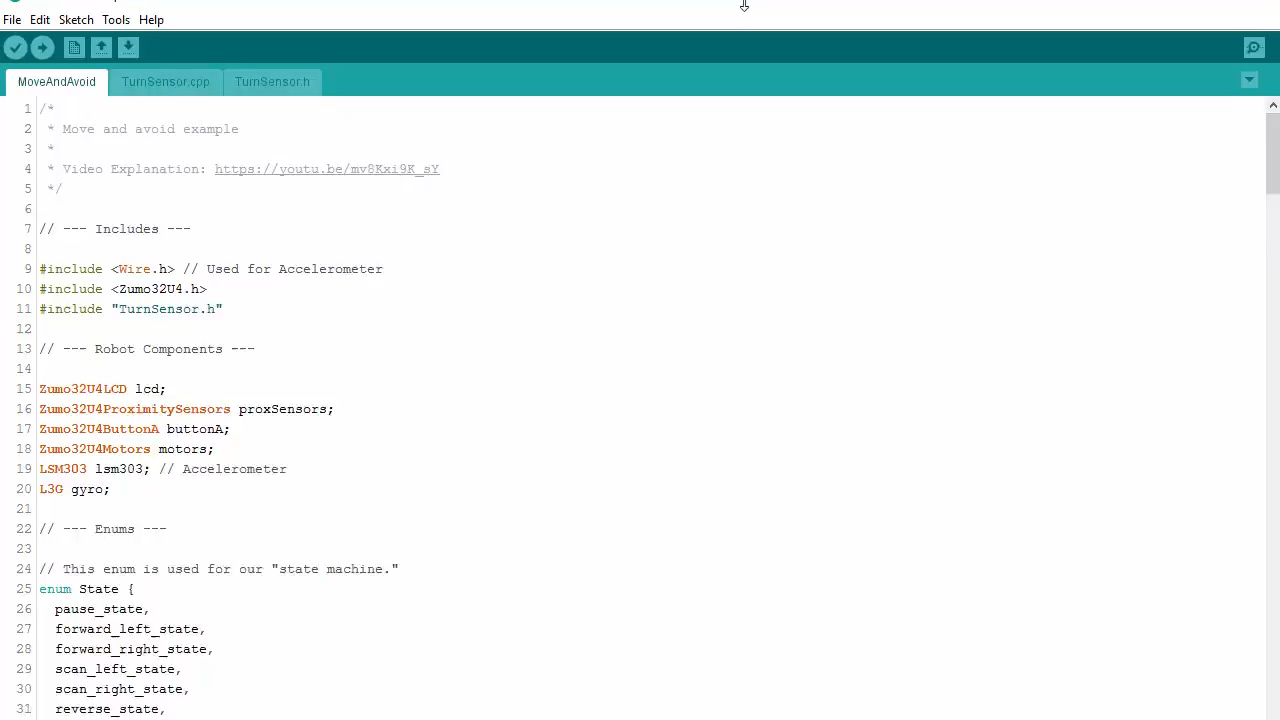 File Edit Sketch Tools Help
MoveAndAvoid TurnSensor.cpp TurnSensor.h
1 /*
2  * Move and avoid example
3  *
4  * Video Explanation: https://youtu.be/mv8Kxi9K_sY
5  */
6
7 // --- Includes ---
8
9 #include <Wire.h> // Used for Accelerometer
10 #include <Zumo32U4.h>
11 #include "TurnSensor.h"
12
13 // --- Robot Components ---
14
15 Zumo32U4LCD lcd;
16 Zumo32U4ProximitySensors proxSensors;
17 Zumo32U4ButtonA buttonA;
18 Zumo32U4Motors motors;
19 LSM303 lsm303; // Accelerometer
20 L3G gyro;
21
22 // --- Enums ---
23
24 // This enum is used for our "state machine."
25 enum State {
26   pause_state,
27   forward_left_state,
28   forward_right_state,
29   scan_left_state,
30   scan_right_state,
31   reverse_state,